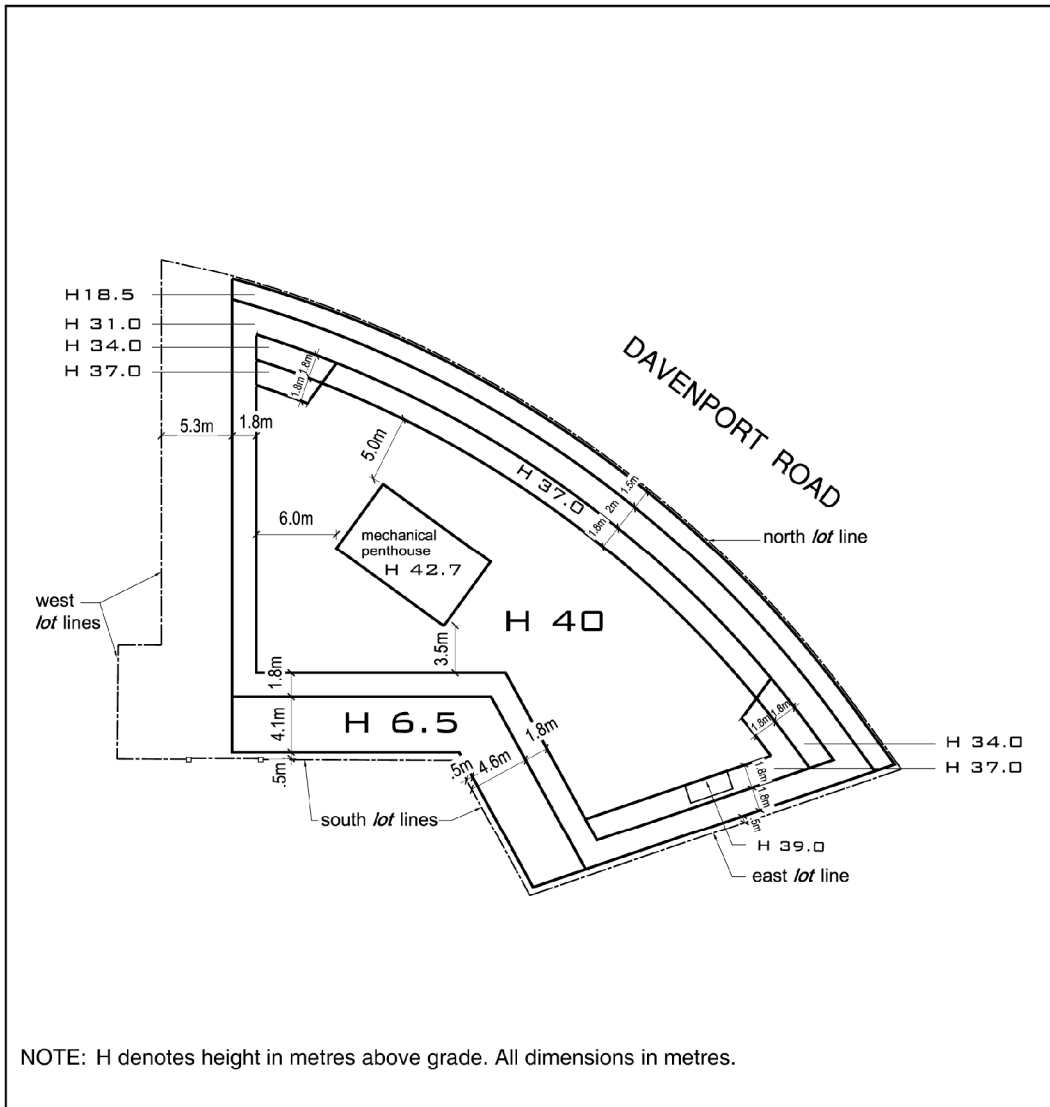 H18.5
H 31.0
H 34.0
H 37.0
DAVENPORT ROAD
1.8m
1.8m
5.3m
1.8m
5.0m
H 37.0
1.5m
2m
1.8m
6.0m
mechanical
penthouse
H 42.7
north lot line
west
lot lines
H 40
3.5m
1.8m
4.1m
.5m
H 6.5
1.8m
.5m
4.6m
1.8m
1.8m
H 34.0
H 37.0
1.8m
1.8m
.5m
south lot lines
H 39.0
east lot line
NOTE: H denotes height in metres above grade. All dimensions in metres.